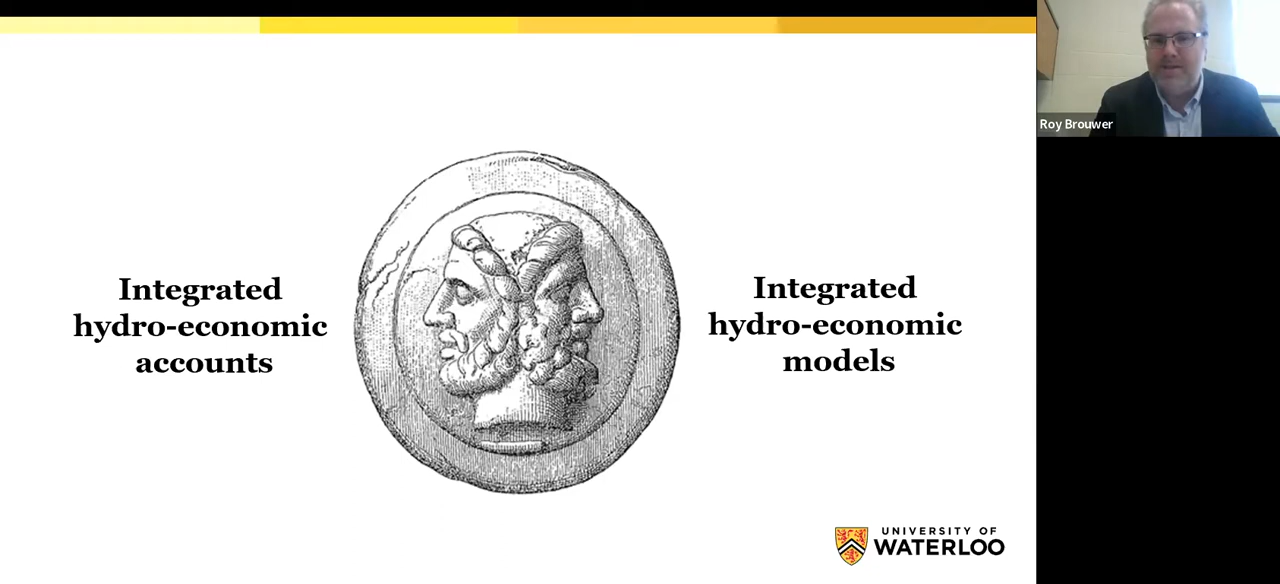 Integrated
hydro-economic
accounts
Integrated
hydro-economic
models
UNIVERSITY OF
WATERLOO
Roy Brouwer